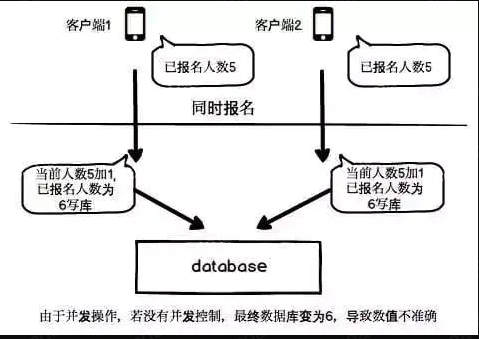 客户端1
客户端2
已报名人数5
已报名人数5
同时报名
当前人数5加1,
已报名人数为
6写库
当前人数5加1
已报名人数为
6写库
database
由于并发操作，若没有并发控制，最终数据库变为6，导致数值不准确